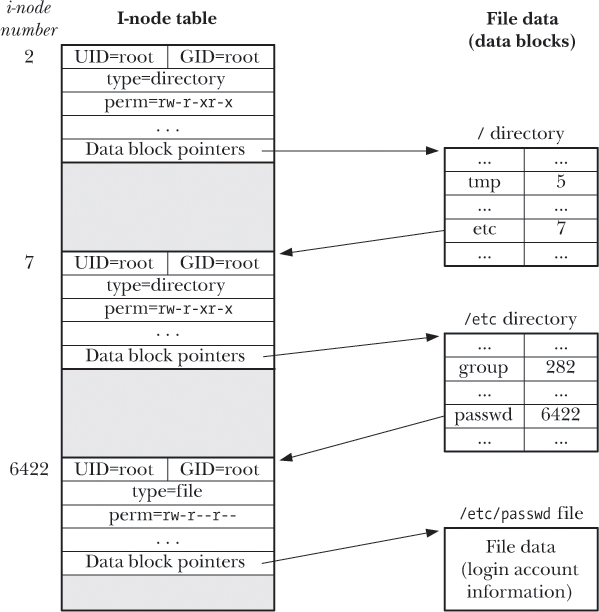 i-node
number
I-node table
File data
(data blocks)
2
UID=root GID=root
type=directory
perm=rw-r-xr-x
...
Data block pointers
/ directory
... ...
tmp 5
... ...
etc 7
... ...
7
UID=root GID=root
type=directory
perm=rw-r-xr-x
...
Data block pointers
/etc directory
... ...
group 282
... ...
passwd 6422
... ...
6422
UID=root GID=root
type=file
perm=rw-r--r--
...
Data block pointers
/etc/passwd file
File data
(login account
information)